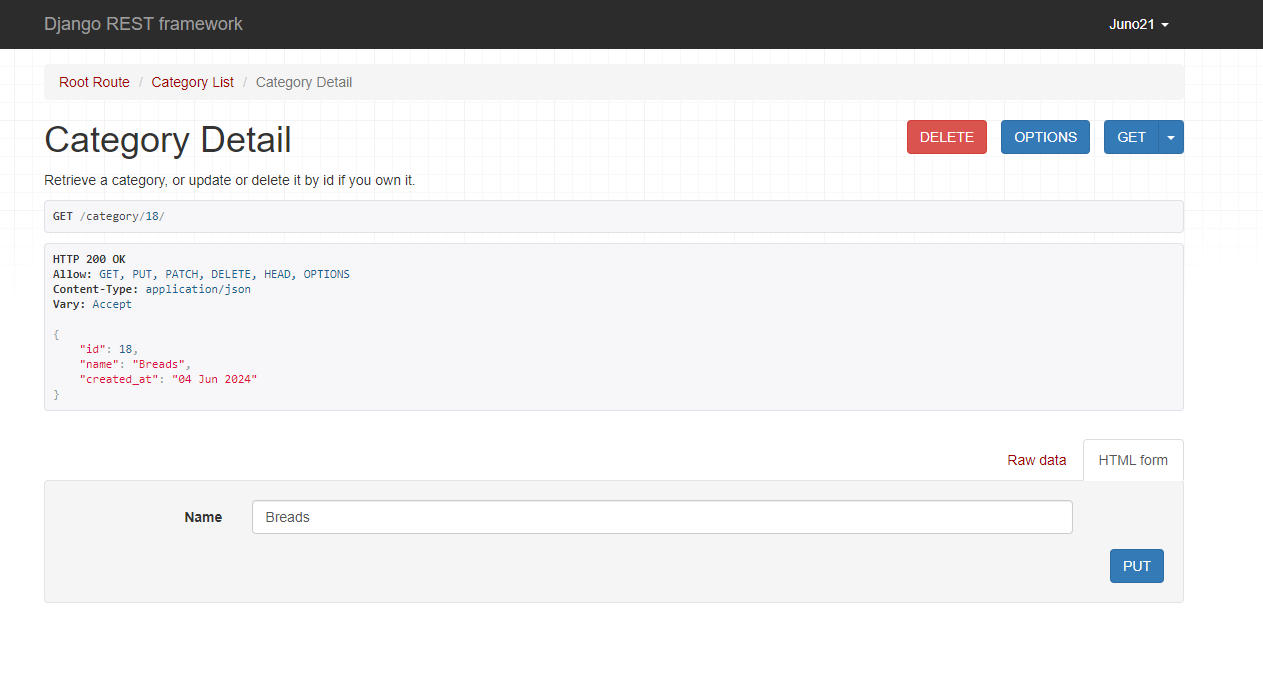 Django REST framework Juno21
Root Route / Category List / Category Detail
Category Detail DELETE OPTIONS GET
Retrieve a category, or update or delete it by id if you own it.
GET /category/18/
HTTP 200 OK
Allow: GET, PUT, PATCH, DELETE, HEAD, OPTIONS
Content-Type: application/json
Vary: Accept
{
    "id": 18,
    "name": "Breads",
    "created_at": "04 Jun 2024"
}
Raw data HTML form
Name Breads
PUT